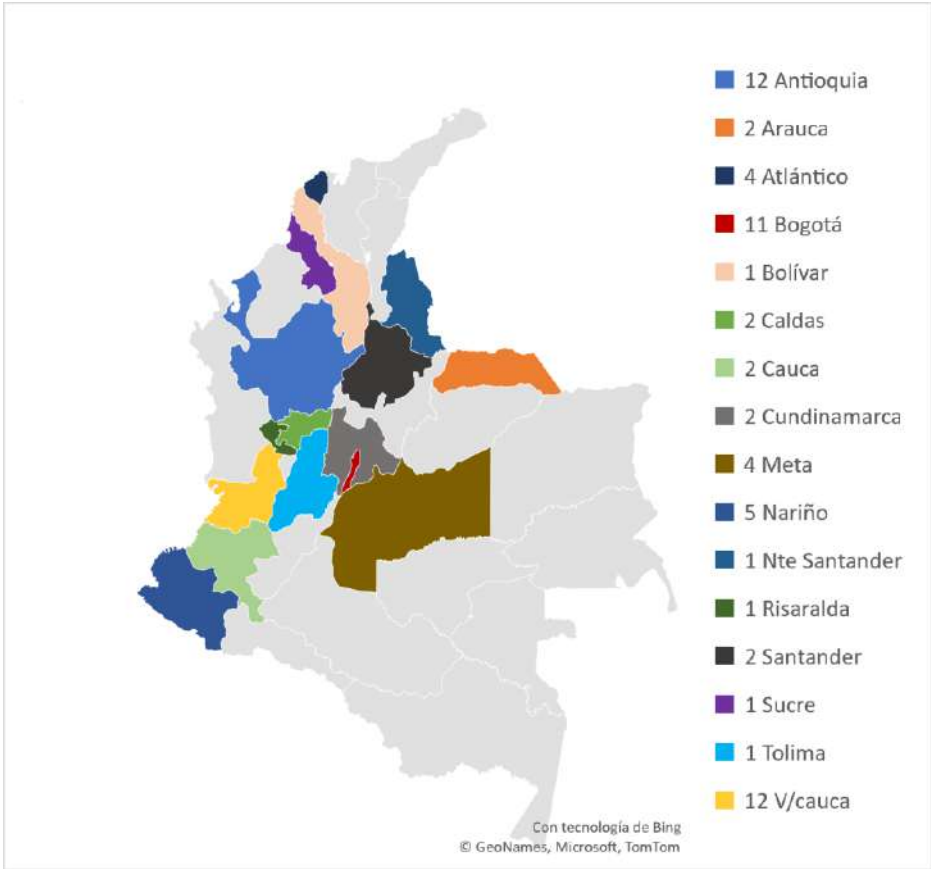 12 Antioquia
2 Arauca
4 Atlántico
11 Bogotá
1 Bolívar
2 Caldas
2 Cauca
2 Cundinamarca
4 Meta
5 Nariño
1 Nte Santander
1 Risaralda
2 Santander
1 Sucre
1 Tolima
12 V/cauca
Con tecnología de Bing
© GeoNames, Microsoft, TomTom